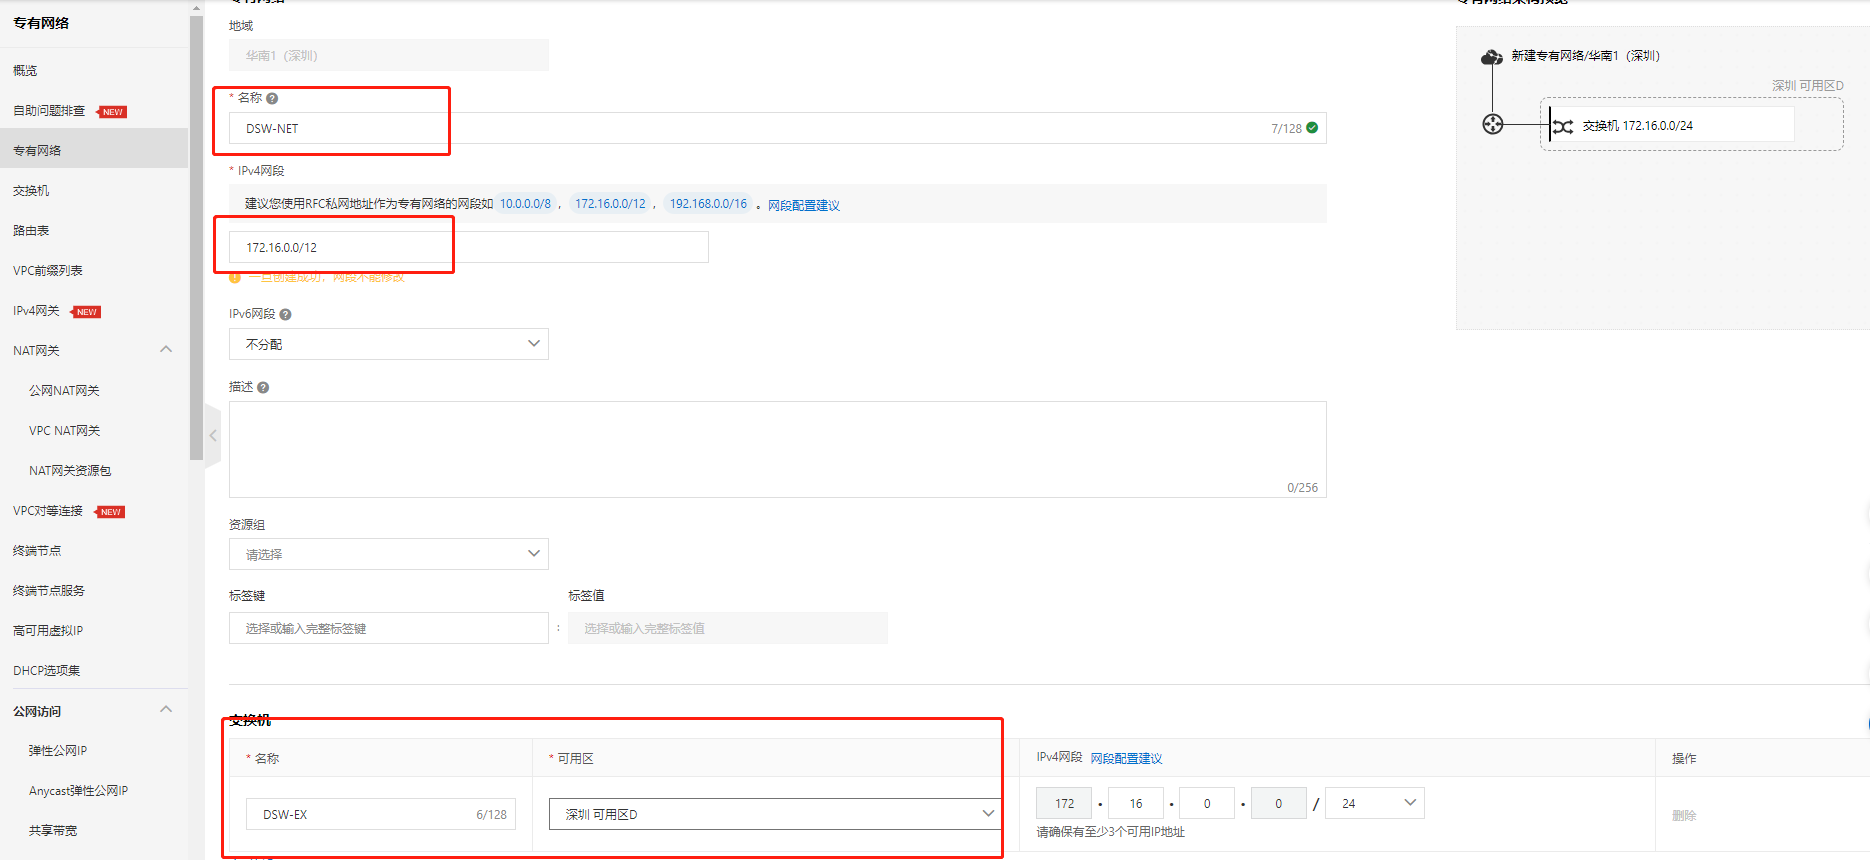 专有网络
概览
自助问题排查 NEW
专有网络
交换机
路由表
VPC前缀列表
IPv4网关 NEW
NAT网关
公网NAT网关
VPC NAT网关
NAT网关资源包
VPC对等连接 NEW
终端节点
终端节点服务
高可用虚拟IP
DHCP选项集
公网访问
弹性公网IP
Anycast弹性公网IP
共享带宽
专有网络
地域
华南1（深圳）
* 名称 ?
DSW-NET 7/128
* IPv4网段
建议您使用RFC私网地址作为专有网络的网段如 10.0.0.0/8 , 172.16.0.0/12 , 192.168.0.0/16 。 网段配置建议
172.16.0.0/12
一旦创建成功，网段不能修改
IPv6网段 ?
不分配
描述 ?
0/256
资源组
请选择
标签键 标签值
选择或输入完整标签键 : 选择或输入完整标签值
交换机
* 名称 * 可用区 IPv4网段 网段配置建议 操作
DSW-EX 6/128 深圳 可用区D 172 • 16 • 0 • 0 / 24 删除
请确保有至少3个可用IP地址
专有网络架构预览
新建专有网络/华南1（深圳）
深圳 可用区D
交换机 172.16.0.0/24